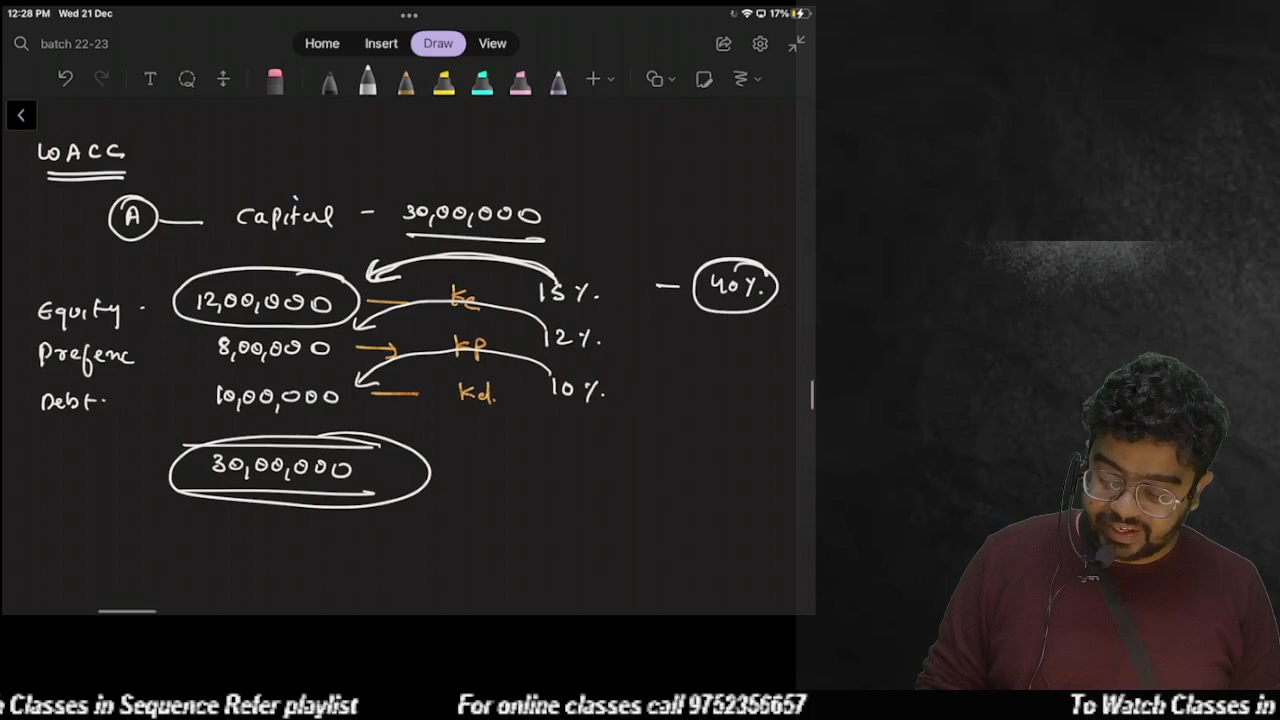 12:28 PM Wed 21 Dec
17%
batch 22-23
Home Insert Draw View
T
WACC
A — Capital - 30,00,000
Equity - 12,00,000 — Ke 15%. — 40%.
Prefenc 8,00,000 → Kp 12%.
Debt. 10,00,000 — Kd. 10%.
30,00,000
h Classes in Sequence Refer playlist For online classes call 9752356657 To Watch Classes in